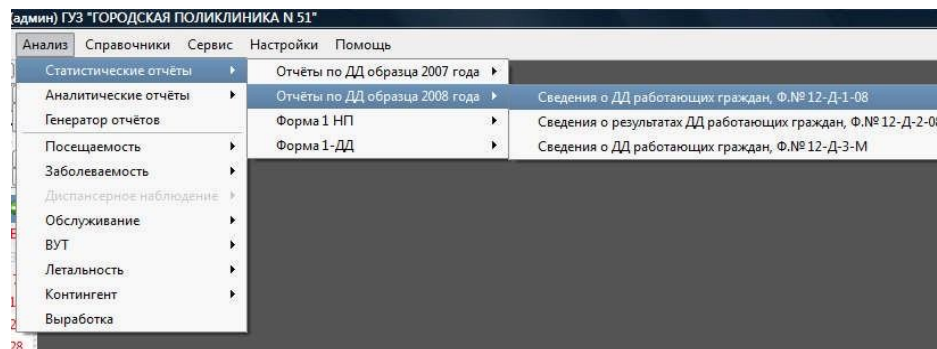 (админ) ГУЗ "ГОРОДСКАЯ ПОЛИКЛИНИКА N 51"
Анализ Справочники Сервис Настройки Помощь
Статистические отчёты
Аналитические отчёты
Генератор отчётов
Посещаемость
Заболеваемость
Диспансерное наблюдение
Обслуживание
ВУТ
Летальность
Контингент
Выработка
Отчёты по ДД образца 2007 года
Отчёты по ДД образца 2008 года
Форма 1 НП
Форма 1-ДД
Сведения о ДД работающих граждан, Ф.№ 12-Д-1-08
Сведения о результатах ДД работающих граждан, Ф.№ 12-Д-2-08
Сведения о ДД работающих граждан, Ф.№ 12-Д-3-М
28